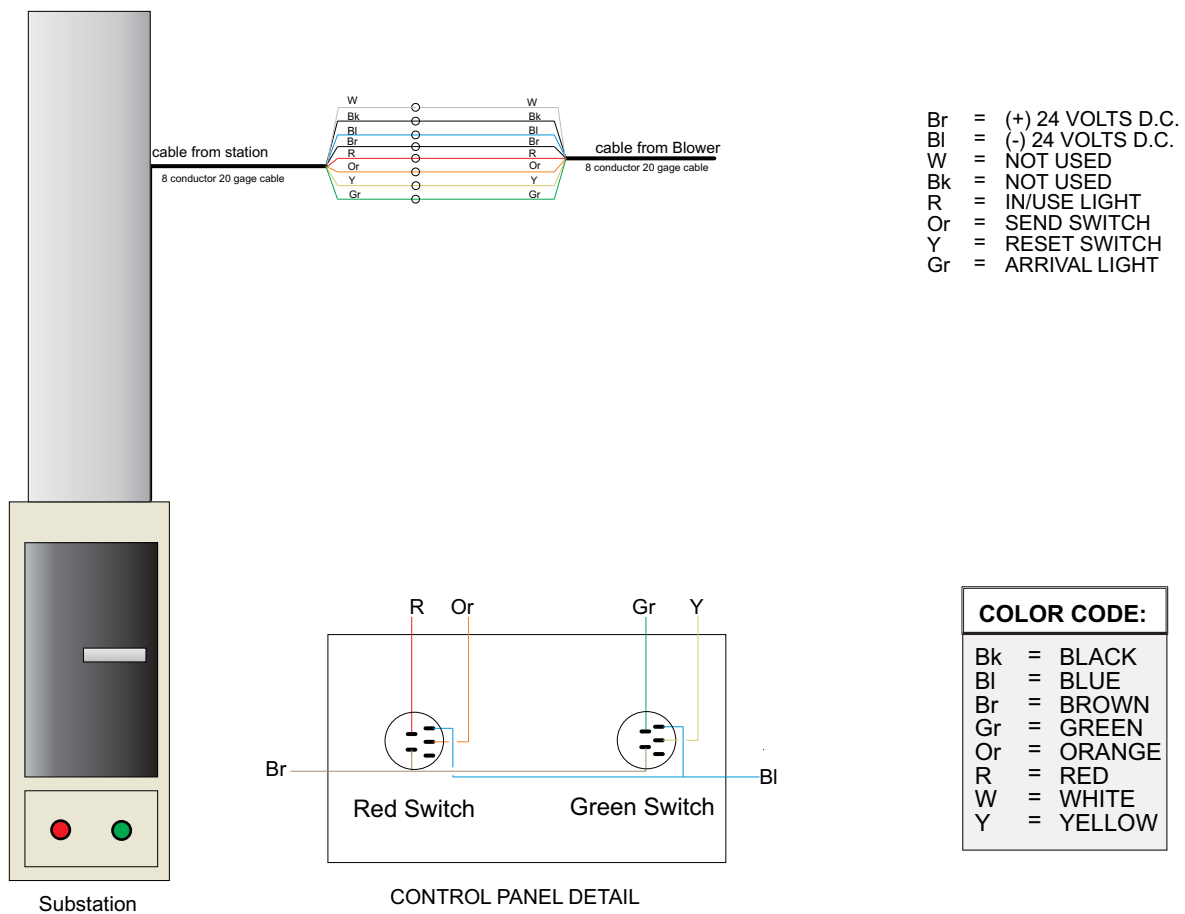 W W
Bk Bk
Bl Bl
Br Br
R R
Or Or
Y Y
Gr Gr
cable from station
8 conductor 20 gage cable
cable from Blower
8 conductor 20 gage cable
Br = (+) 24 VOLTS D.C.
Bl = (-) 24 VOLTS D.C.
W = NOT USED
Bk = NOT USED
R = IN/USE LIGHT
Or = SEND SWITCH
Y = RESET SWITCH
Gr = ARRIVAL LIGHT
R Or Gr Y
Br Bl
Red Switch Green Switch
CONTROL PANEL DETAIL
Substation
COLOR CODE:
Bk = BLACK
Bl = BLUE
Br = BROWN
Gr = GREEN
Or = ORANGE
R = RED
W = WHITE
Y = YELLOW